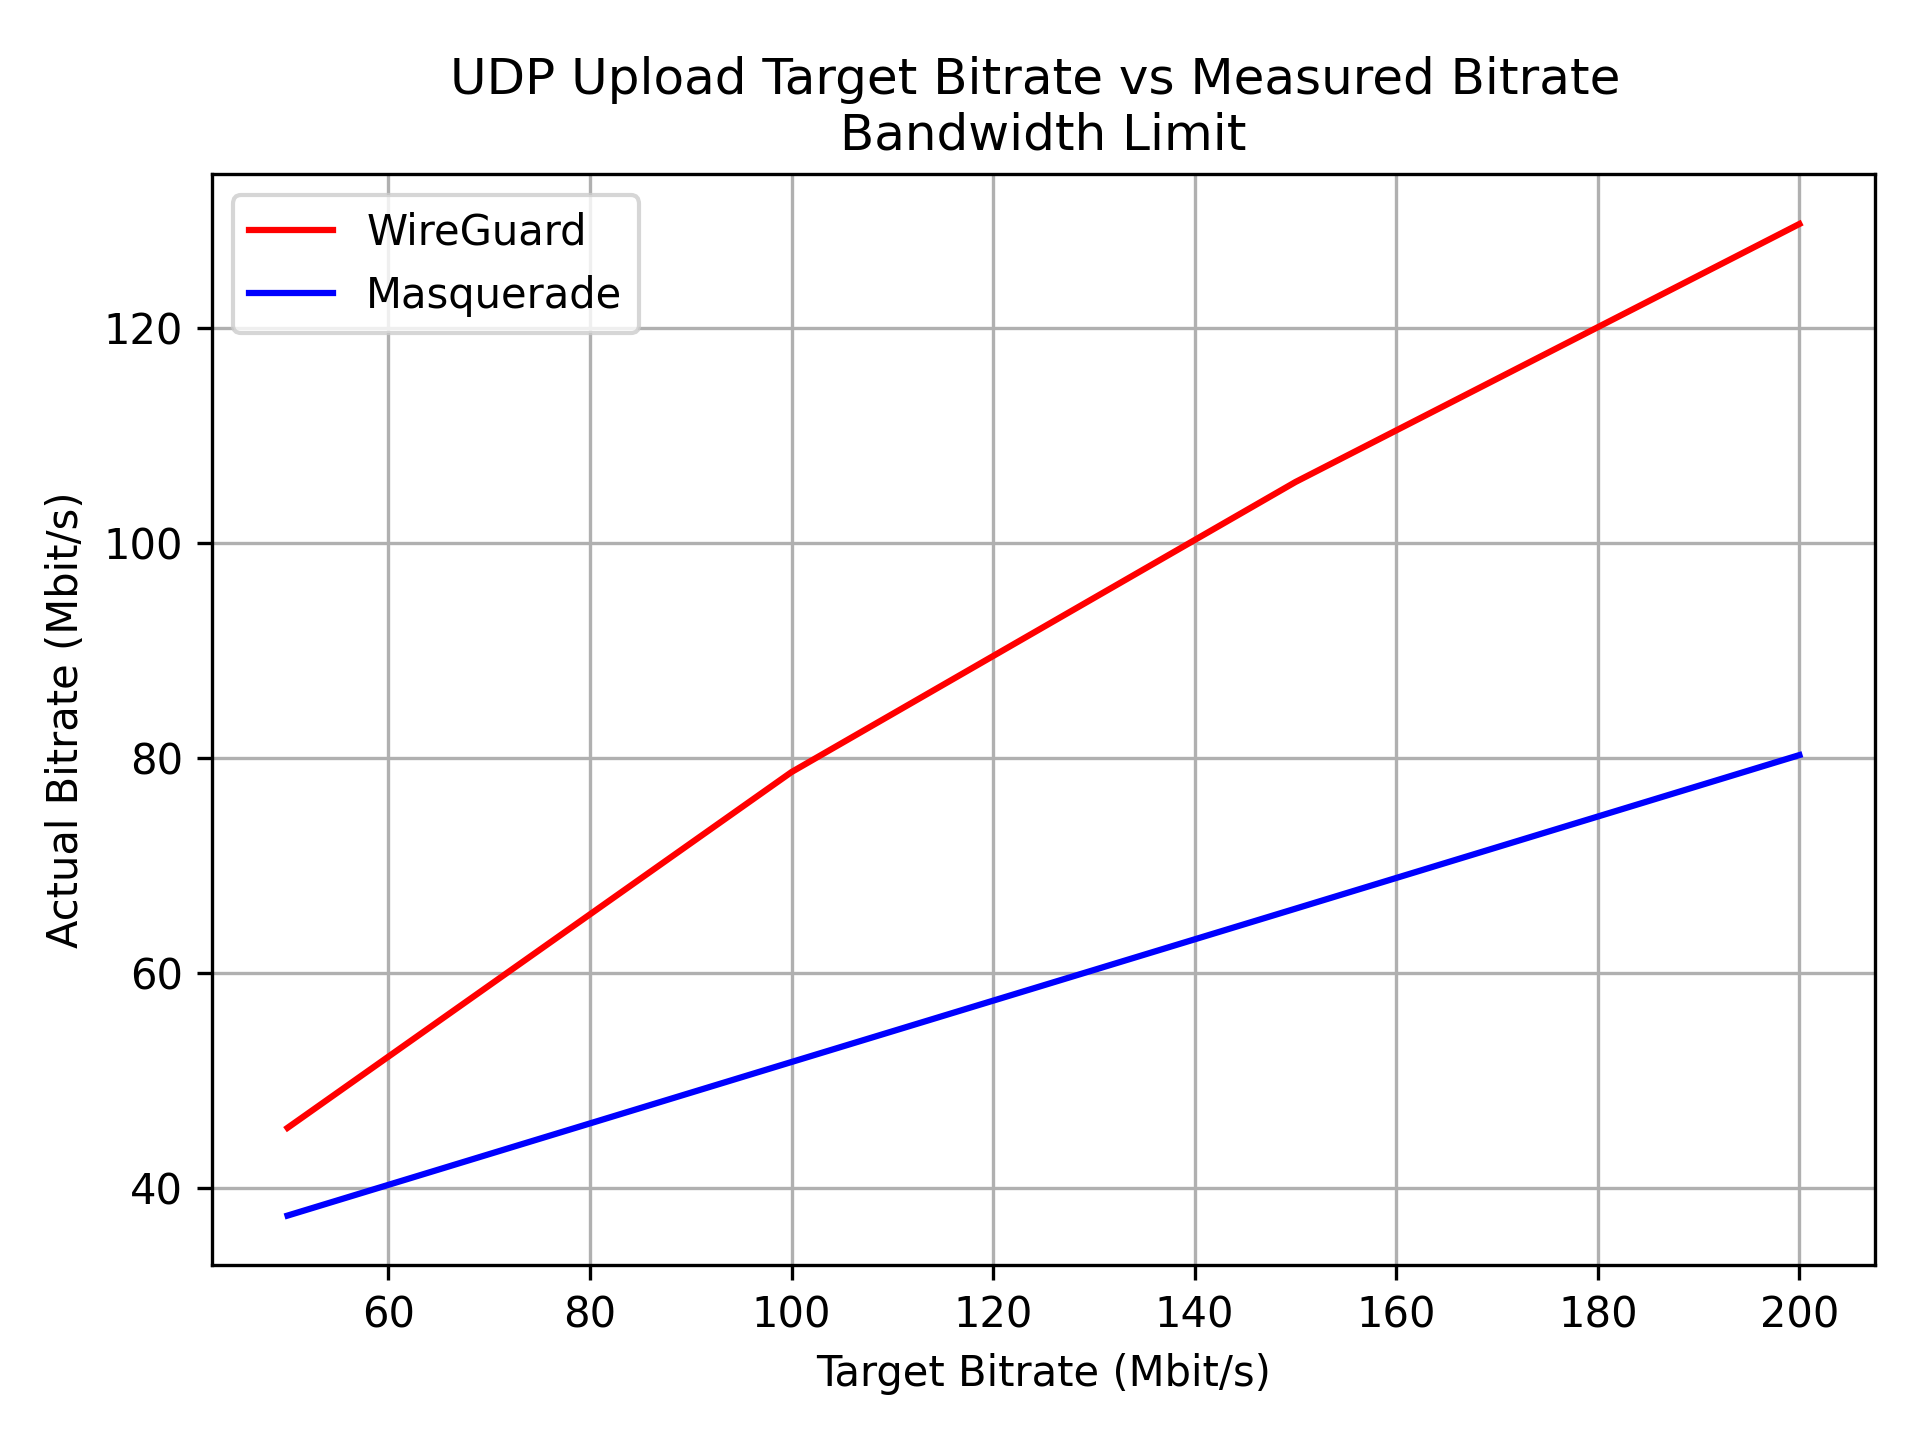 UDP Upload Target Bitrate vs Measured Bitrate
Bandwidth Limit
WireGuard
Masquerade
Actual Bitrate (Mbit/s)
120
100
80
60
40
60 80 100 120 140 160 180 200
Target Bitrate (Mbit/s)